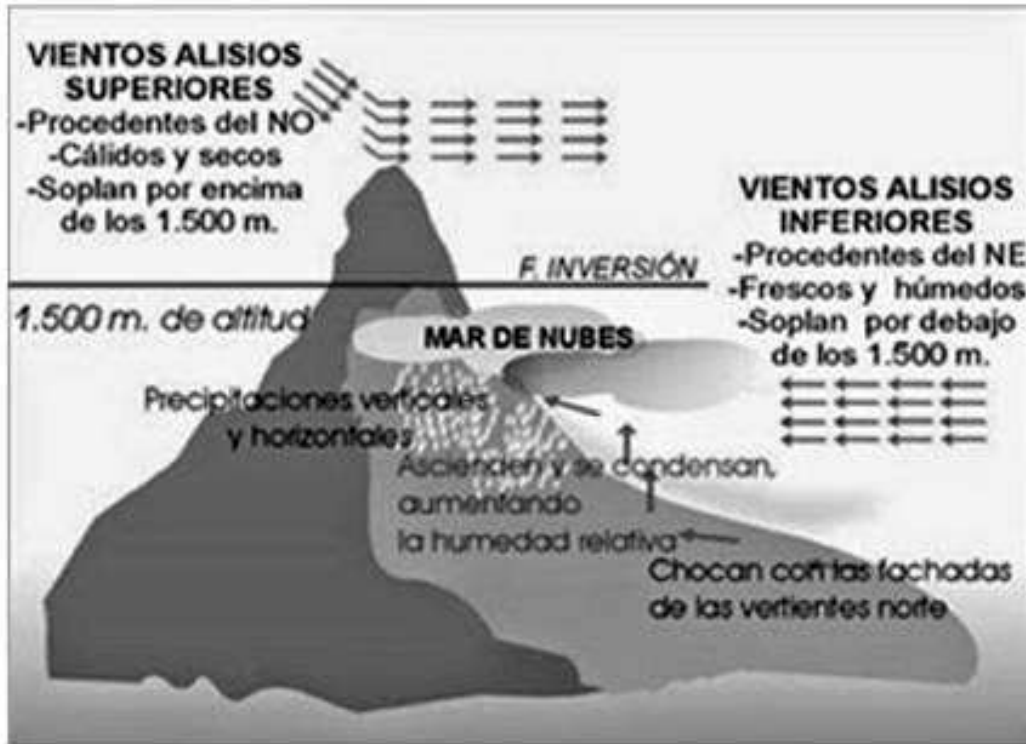 VIENTOS ALISIOS
SUPERIORES
-Procedentes del NO
-Cálidos y secos
-Soplan por encima
de los 1.500 m.
VIENTOS ALISIOS
INFERIORES
-Procedentes del NE
-Frescos y húmedos
-Soplan por debajo
de los 1.500 m.
F. INVERSIÓN
1.500 m. de altitud
MAR DE NUBES
Precipitaciones verticales
y horizontales
Ascienden y se condensan,
aumentando
la humedad relativa
Chocan con las fachadas
de las vertientes norte